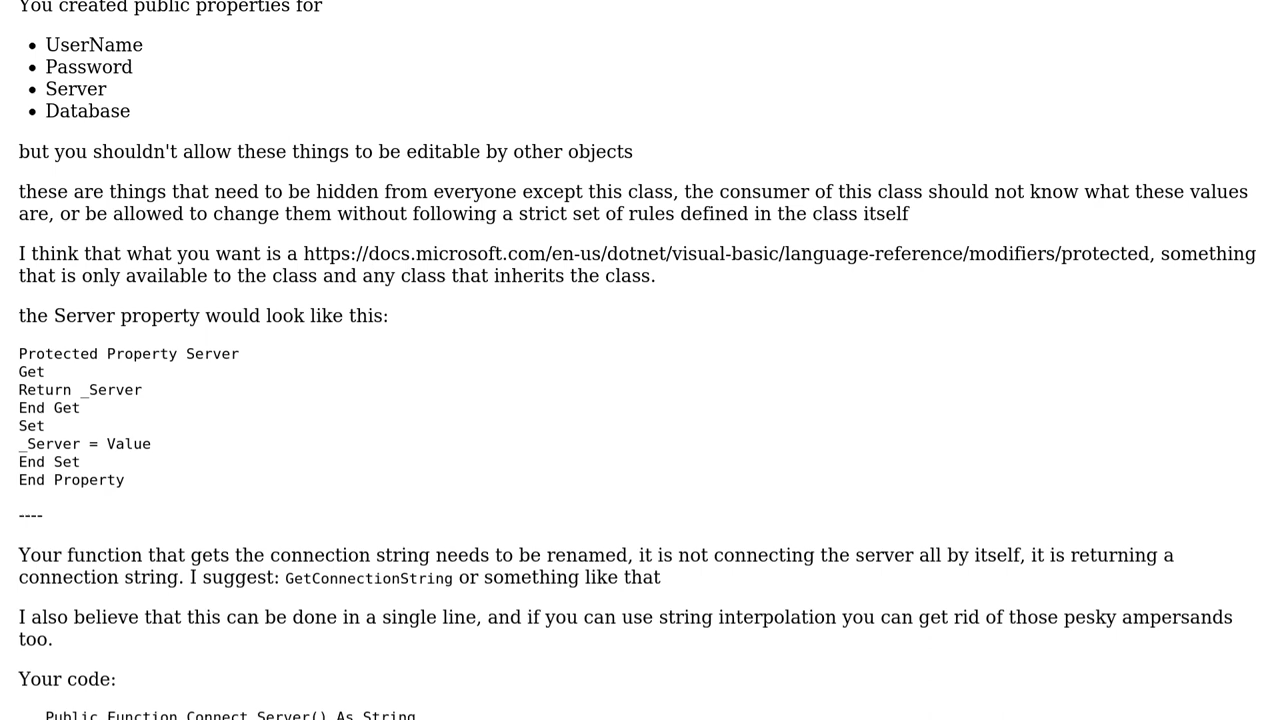 You created public properties for
UserName
Password
Server
Database
but you shouldn't allow these things to be editable by other objects
these are things that need to be hidden from everyone except this class, the consumer of this class should not know what these values
are, or be allowed to change them without following a strict set of rules defined in the class itself
I think that what you want is a https://docs.microsoft.com/en-us/dotnet/visual-basic/language-reference/modifiers/protected, something
that is only available to the class and any class that inherits the class.
the Server property would look like this:
Protected Property Server
Get
Return _Server
End Get
Set
_Server = Value
End Set
End Property
----
Your function that gets the connection string needs to be renamed, it is not connecting the server all by itself, it is returning a
connection string. I suggest: GetConnectionString or something like that
I also believe that this can be done in a single line, and if you can use string interpolation you can get rid of those pesky ampersands
too.
Your code:
Public Function Connect_Server() As String